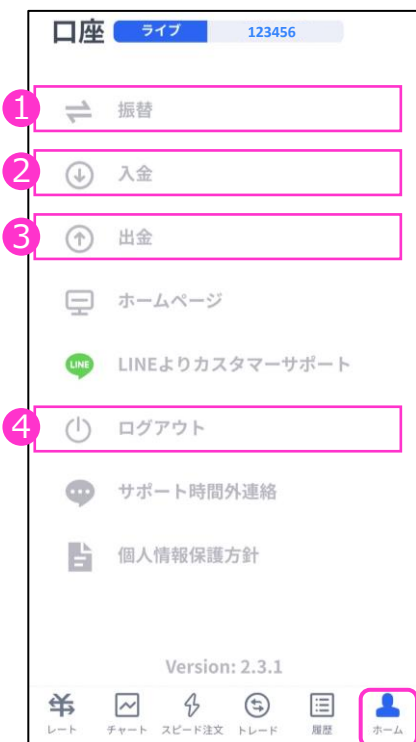 口座 ライブ 123456
1 振替
2 入金
3 出金
ホームページ
LINE LINEよりカスタマーサポート
4 ログアウト
サポート時間外連絡
個人情報保護方針
Version: 2.3.1
レート チャート スピード注文 トレード 履歴 ホーム